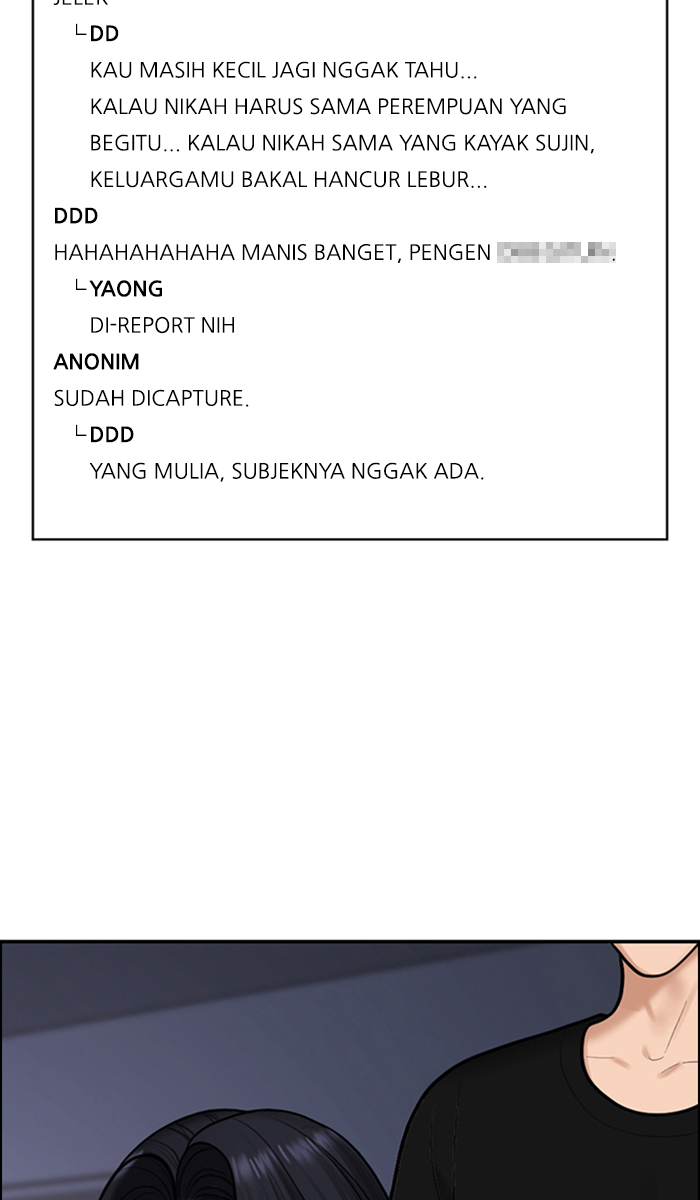 JELEK
└DD
KAU MASIH KECIL JAGI NGGAK TAHU...
KALAU NIKAH HARUS SAMA PEREMPUAN YANG
BEGITU... KALAU NIKAH SAMA YANG KAYAK SUJIN,
KELUARGAMU BAKAL HANCUR LEBUR...
DDD
HAHAHAHAHAHA MANIS BANGET, PENGEN .
└YAONG
DI-REPORT NIH
ANONIM
SUDAH DICAPTURE.
└DDD
YANG MULIA, SUBJEKNYA NGGAK ADA.